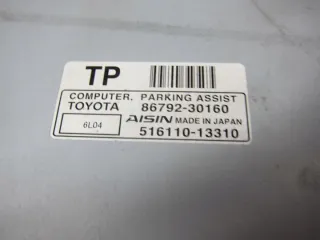 TP
COMPUTER, PARKING ASSIST
TOYOTA 86792-30160
6L04 AISIN MADE IN JAPAN
516110-13310